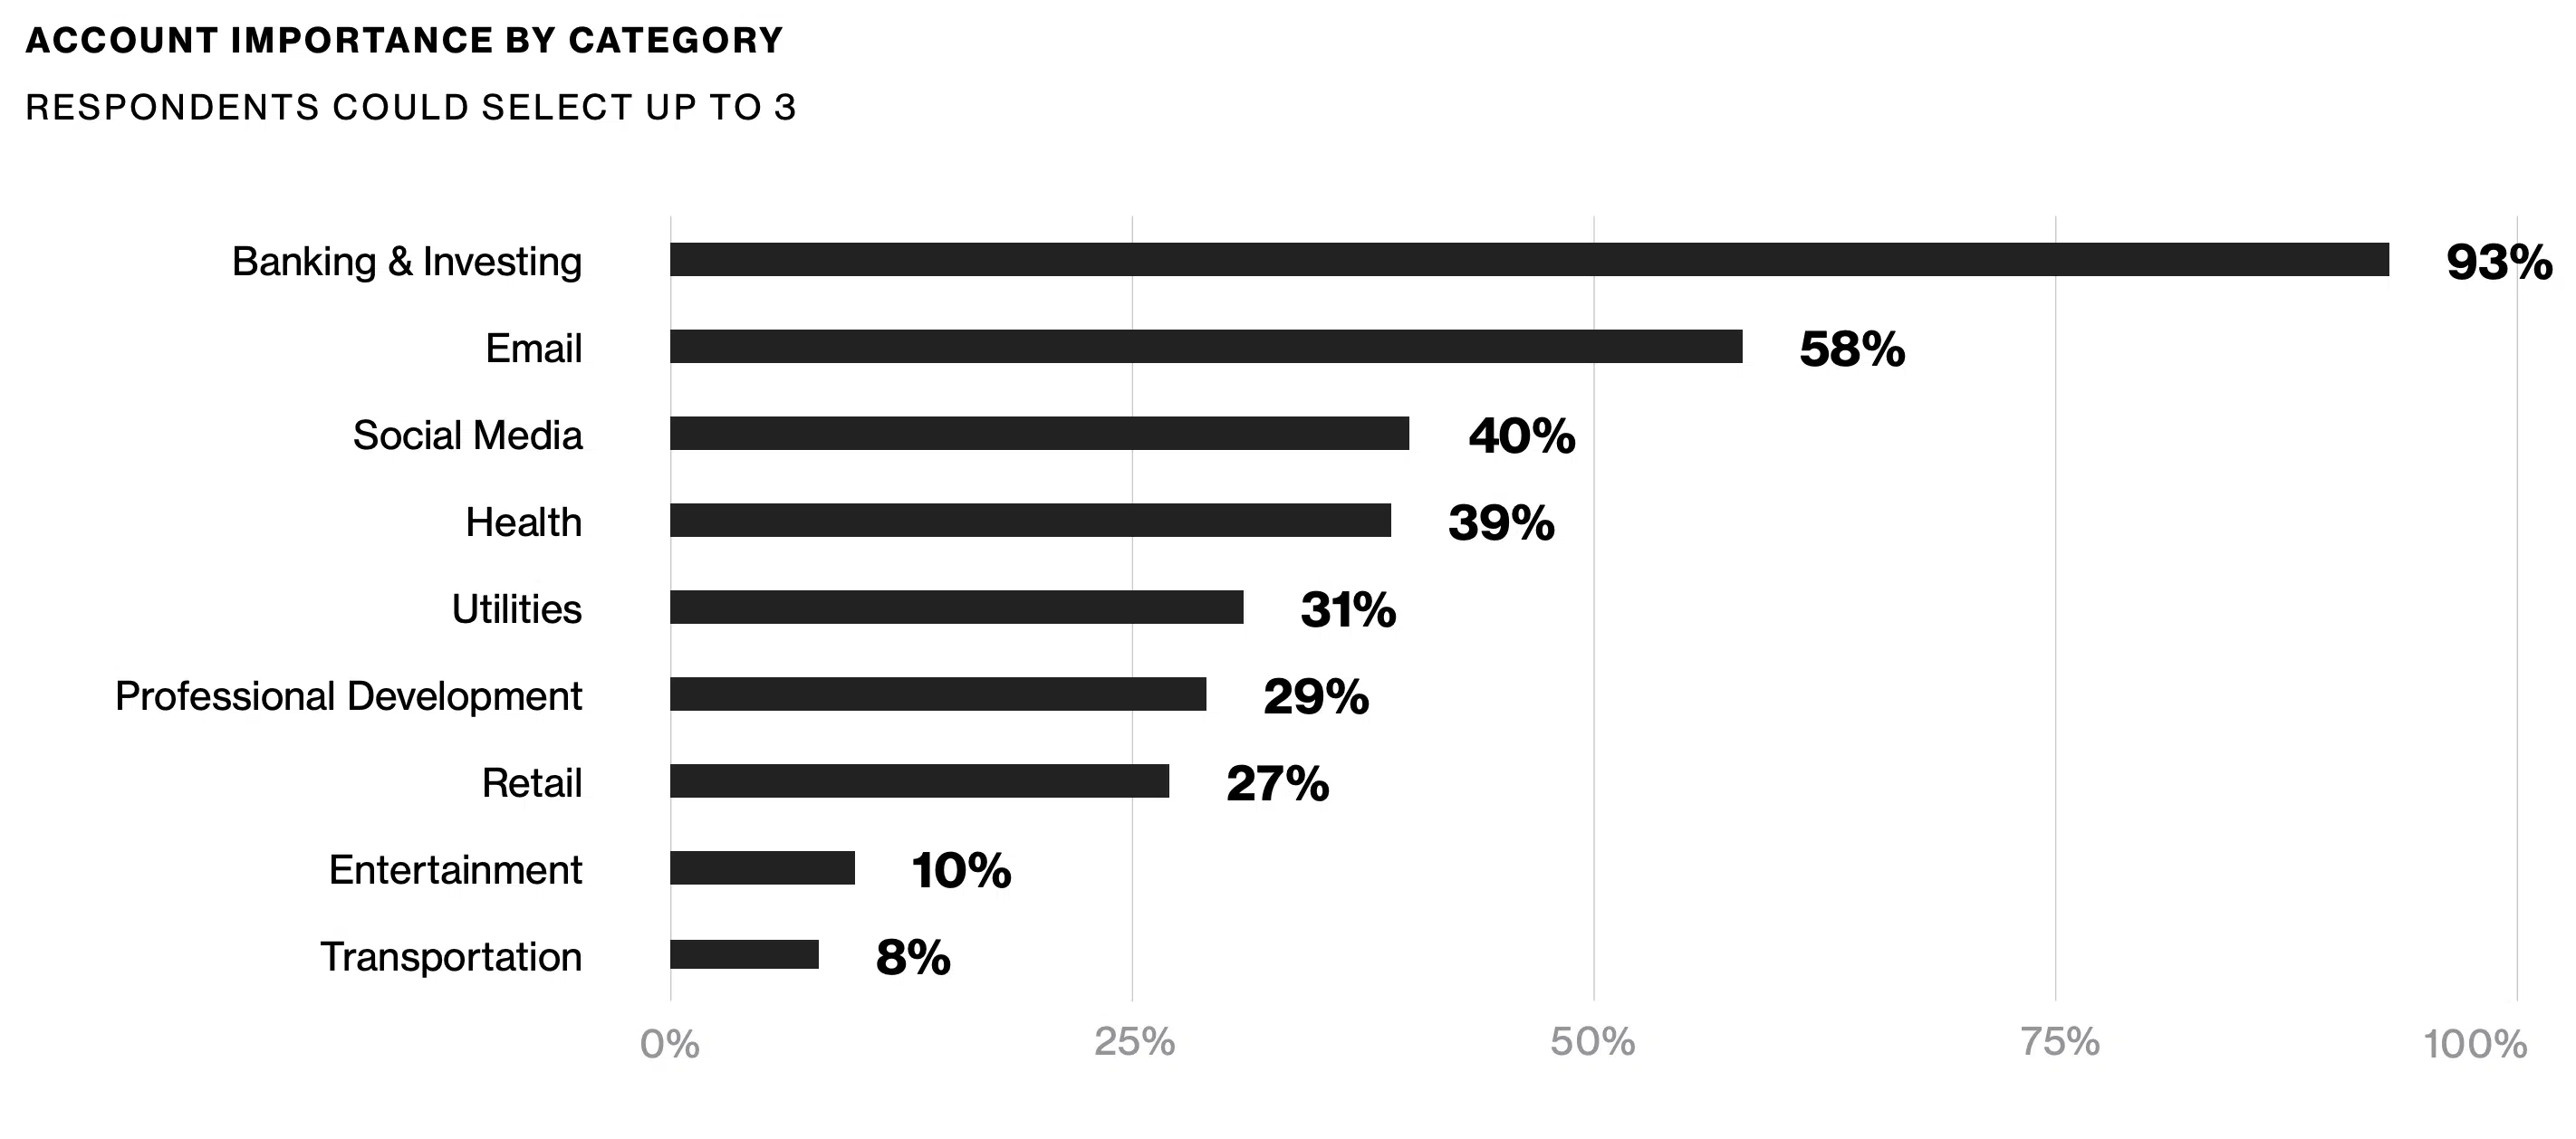 ACCOUNT IMPORTANCE BY CATEGORY
RESPONDENTS COULD SELECT UP TO 3
Banking & Investing 93%
Email 58%
Social Media 40%
Health 39%
Utilities 31%
Professional Development 29%
Retail 27%
Entertainment 10%
Transportation 8%
0% 25% 50% 75% 100%